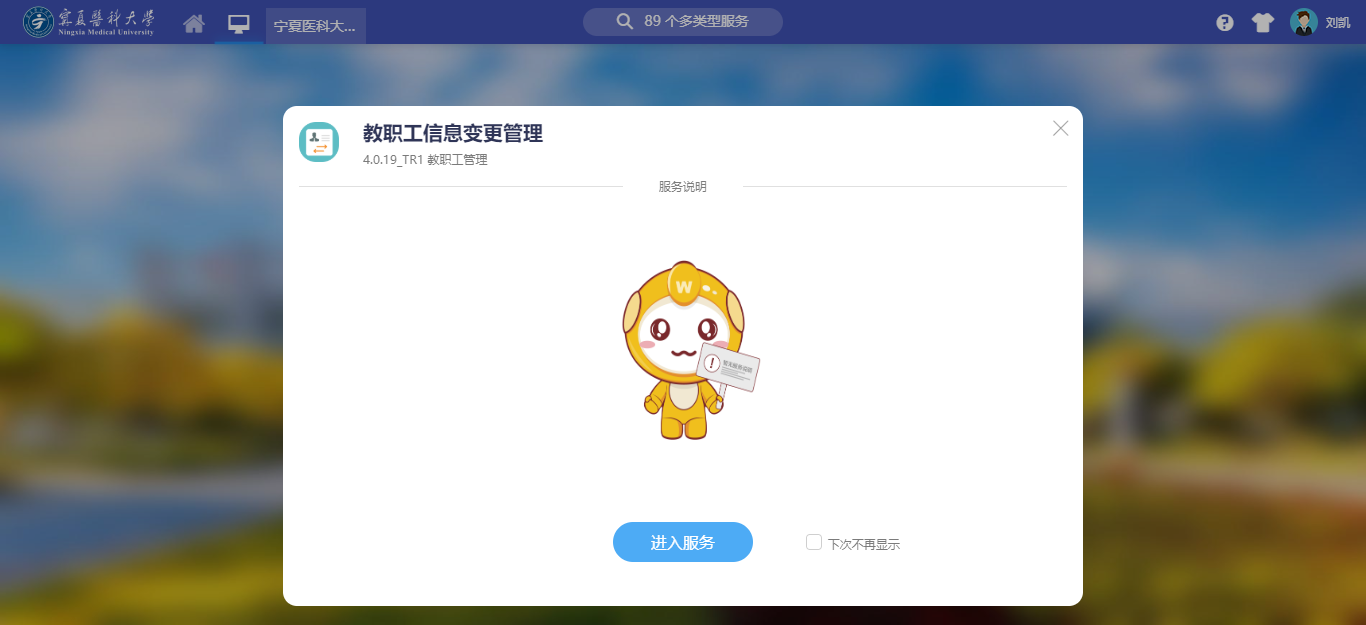 宁夏医科大学
Ningxia Medical University
宁夏医科大...
89 个多类型服务
刘凯
教职工信息变更管理
4.0.19_TR1 教职工管理
服务说明
W
进入服务
下次不再显示